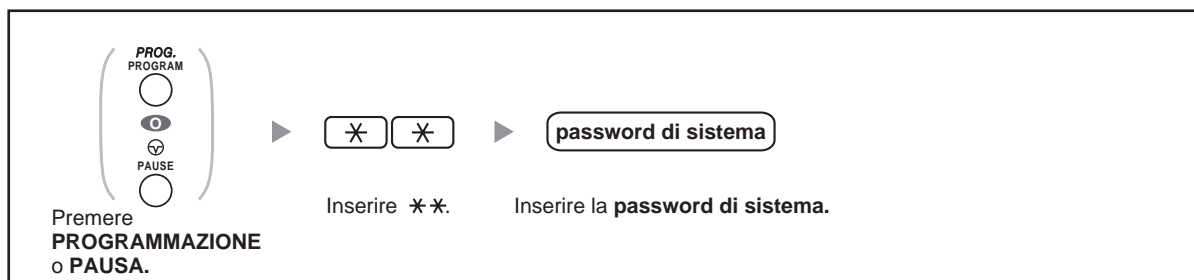 PROG.
PROGRAM
O
PAUSE
Premere
PROGRAMMAZIONE
o PAUSA.
* *
Inserire **.
password di sistema
Inserire la password di sistema.